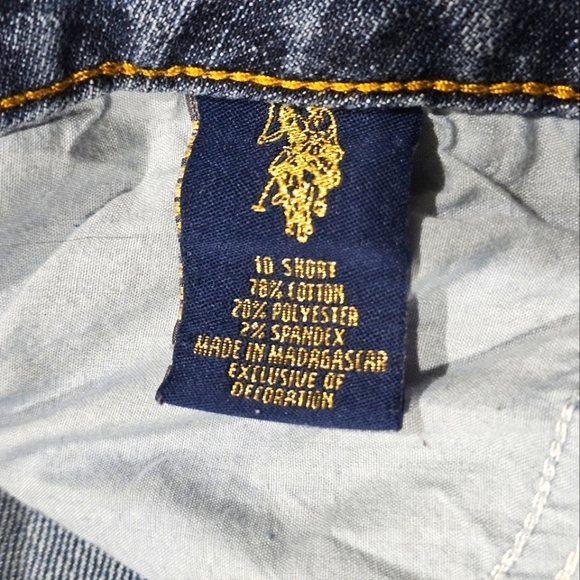 10 SHORT
78% COTTON
20% POLYESTER
2% SPANDEX
MADE IN MADAGASCAR
EXCLUSIVE OF
DECORATION